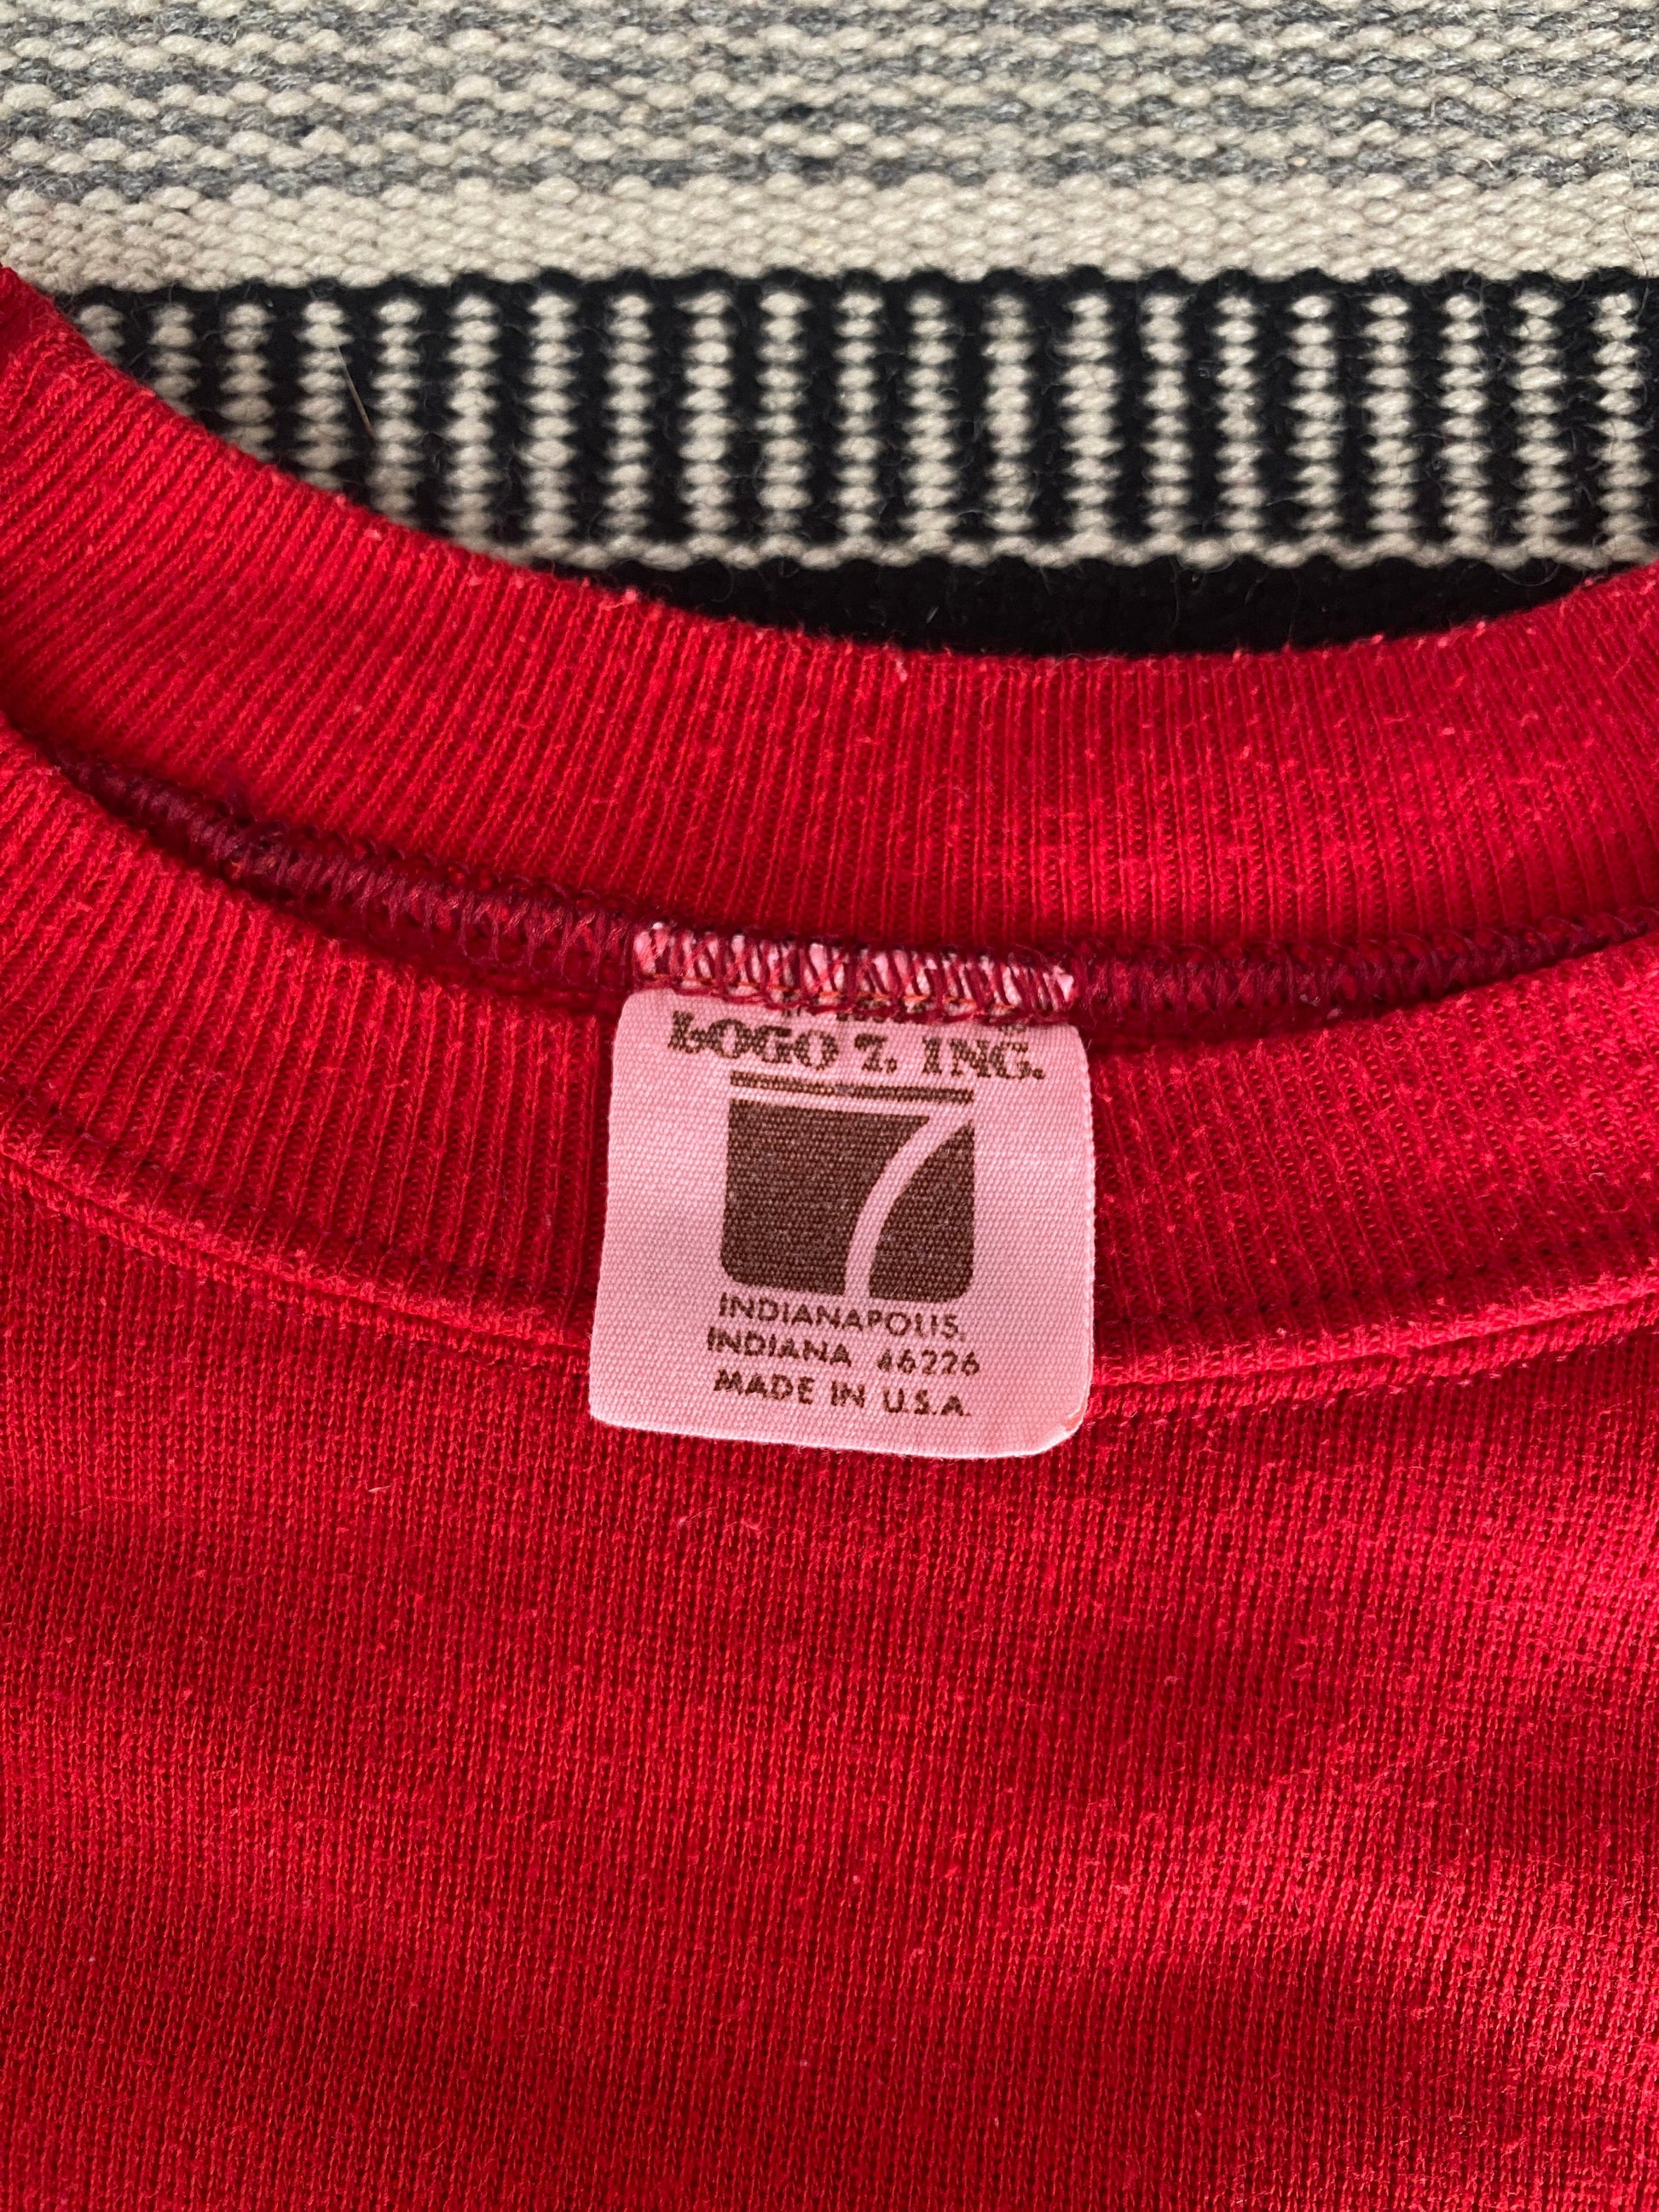 LOGO 7, INC.
7
INDIANAPOLIS,
INDIANA 46226
MADE IN U.S.A.